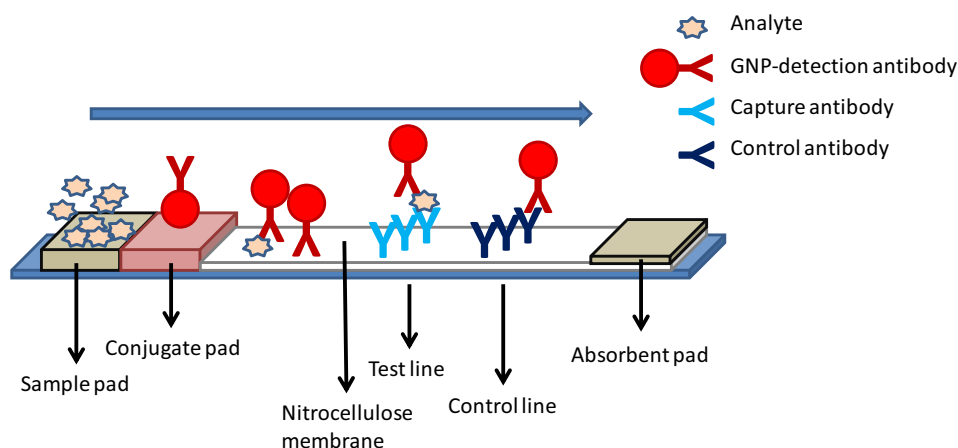 Analyte
GNP-detection antibody
Capture antibody
Control antibody
Conjugate pad
Sample pad
Test line
Nitrocellulose
membrane
Control line
Absorbent pad